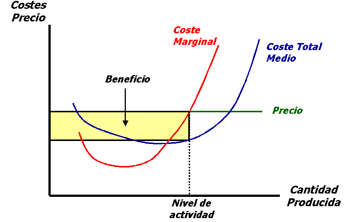 Costes
Precio
Coste
Marginal
Coste Total
Medio
Beneficio
Precio
Nivel de
actividad
Cantidad
Producida